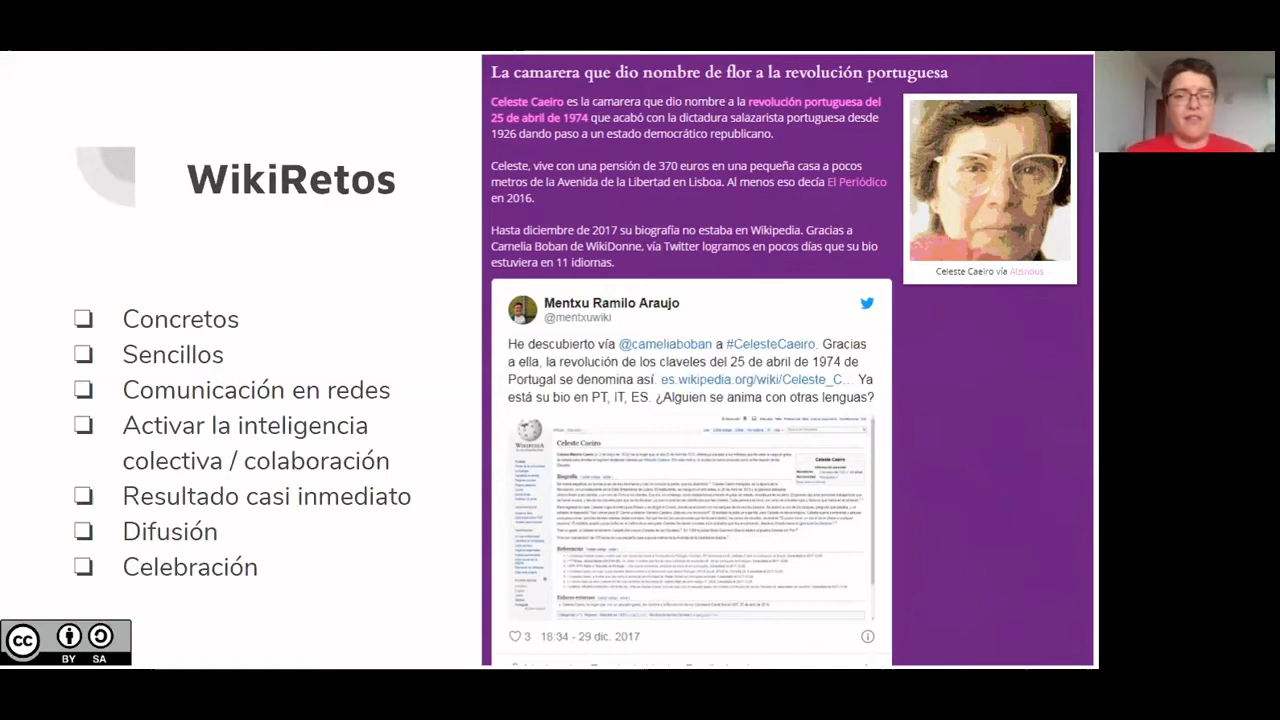 WikiRetos
❏ Concretos
❏ Sencillos
❏ Comunicación en redes
❏ Activar la inteligencia
colectiva / colaboración
❏ Resultado casi inmediato
❏ Difusión
❏ Celebración
cc BY SA
La camarera que dio nombre de flor a la revolución portuguesa
Celeste Caeiro es la camarera que dio nombre a la revolución portuguesa del
25 de abril de 1974 que acabó con la dictadura salazarista portuguesa desde
1926 dando paso a un estado democrático republicano.
Celeste, vive con una pensión de 370 euros en una pequeña casa a pocos
metros de la Avenida de la Libertad en Lisboa. Al menos eso decía El Periódico
en 2016.
Hasta diciembre de 2017 su biografía no estaba en Wikipedia. Gracias a
Camelia Boban de WikiDonne, vía Twitter logramos en pocos días que su bio
estuviera en 11 idiomas.
Celeste Caeiro vía Alzinous
Mentxu Ramilo Araujo
@mentxuwiki
He descubierto vía @cameliaboban a #CelesteCaeiro. Gracias
a ella, la revolución de los claveles del 25 de abril de 1974 de
Portugal se denomina así. es.wikipedia.org/wiki/Celeste_C… Ya
está su bio en PT, IT, ES. ¿Alguien se anima con otras lenguas?
WIKIPEDIA
Celeste Caeiro
Biografía
Referencias
Enlaces externos
3 18:34 - 29 dic. 2017